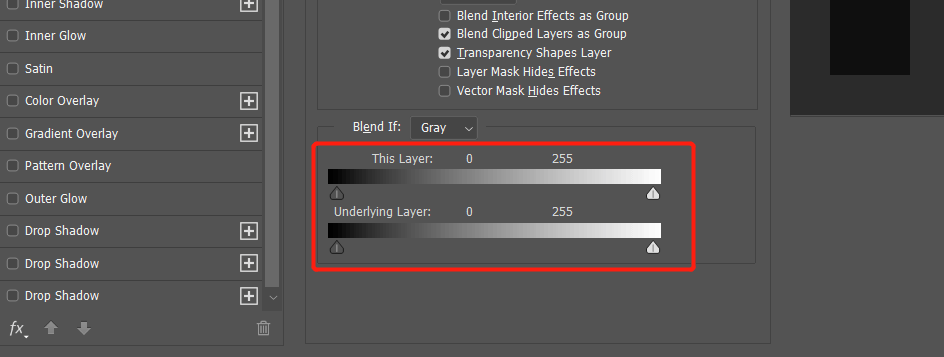 Inner Shadow
Inner Glow
Satin
Color Overlay
Gradient Overlay
Pattern Overlay
Outer Glow
Drop Shadow
Drop Shadow
Drop Shadow
fx
Blend Interior Effects as Group
Blend Clipped Layers as Group
Transparency Shapes Layer
Layer Mask Hides Effects
Vector Mask Hides Effects
Blend If: Gray
This Layer: 0 255
Underlying Layer: 0 255